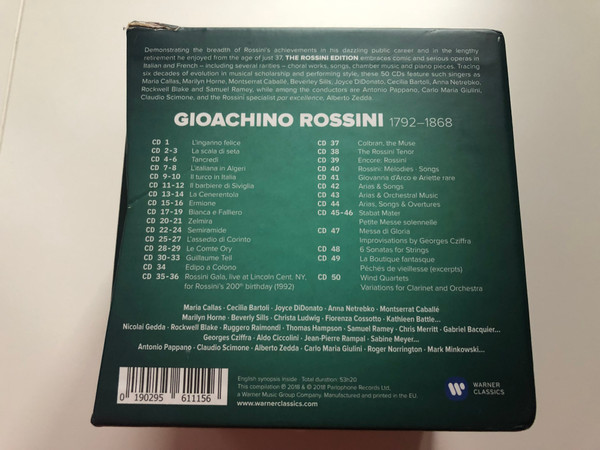 Demonstrating the breadth of Rossini's achievements in his dazzling public career and in the lengthy
retirement he enjoyed from the age of just 37, THE ROSSINI EDITION embraces comic and serious operas in
Italian and French – including several rarities – choral works, songs, chamber music and piano pieces. Tracing
six decades of evolution in musical scholarship and performing style, these 50 CDs feature such singers as
Maria Callas, Marilyn Horne, Montserrat Caballé, Beverley Sills, Joyce DiDonato, Cecilia Bartoli, Anna Netrebko,
Rockwell Blake and Samuel Ramey, while among the conductors are Antonio Pappano, Carlo Maria Giulini,
Claudio Scimone, and the Rossini specialist par excellence, Alberto Zedda.
GIOACHINO ROSSINI 1792–1868
CD 1 L'inganno felice
CD 2-3 La scala di seta
CD 4-6 Tancredi
CD 7-8 L'italiana in Algeri
CD 9-10 Il turco in Italia
CD 11-12 Il barbiere di Siviglia
CD 13-14 La Cenerentola
CD 15-16 Ermione
CD 17-19 Bianca e Falliero
CD 20-21 Zelmira
CD 22-24 Semiramide
CD 25-27 L'assedio di Corinto
CD 28-29 Le Comte Ory
CD 30-33 Guillaume Tell
CD 34 Edipo a Colono
CD 35-36 Rossini Gala, live at Lincoln Cent. NY,
for Rossini's 200th birthday (1992)
CD 37 Colbran, the Muse
CD 38 The Rossini Tenor
CD 39 Encore: Rossini
CD 40 Rossini: Mélodies · Songs
CD 41 Giovanna d'Arco e Ariette rare
CD 42 Arias & Songs
CD 43 Arias & Orchestral Music
CD 44 Arias, Songs & Overtures
CD 45-46 Stabat Mater
Petite Messe solennelle
CD 47 Messa di Gloria
Improvisations by Georges Cziffra
CD 48 6 Sonatas for Strings
CD 49 La Boutique fantasque
Péchés de vieillesse (excerpts)
CD 50 Wind Quartets
Variations for Clarinet and Orchestra
Maria Callas · Cecilia Bartoli · Joyce DiDonato · Anna Netrebko · Montserrat Caballé
Marilyn Horne · Beverly Sills · Christa Ludwig · Fiorenza Cossotto · Kathleen Battle...
Nicolai Gedda · Rockwell Blake · Ruggero Raimondi · Thomas Hampson · Samuel Ramey · Chris Merritt · Gabriel Bacquier...
Georges Cziffra · Aldo Ciccolini · Jean-Pierre Rampal · Sabine Meyer...
Antonio Pappano · Claudio Scimone · Alberto Zedda · Carlo Maria Giulini · Roger Norrington · Mark Minkowski...
English synopsis inside · Total duration: 53h20
This compilation ℗ 2018 & © 2018 Parlophone Records Ltd.
a Warner Music Group Company. Manufactured and printed in the EU.
www.warnerclassics.com
0 190295 611156
WARNER
CLASSICS